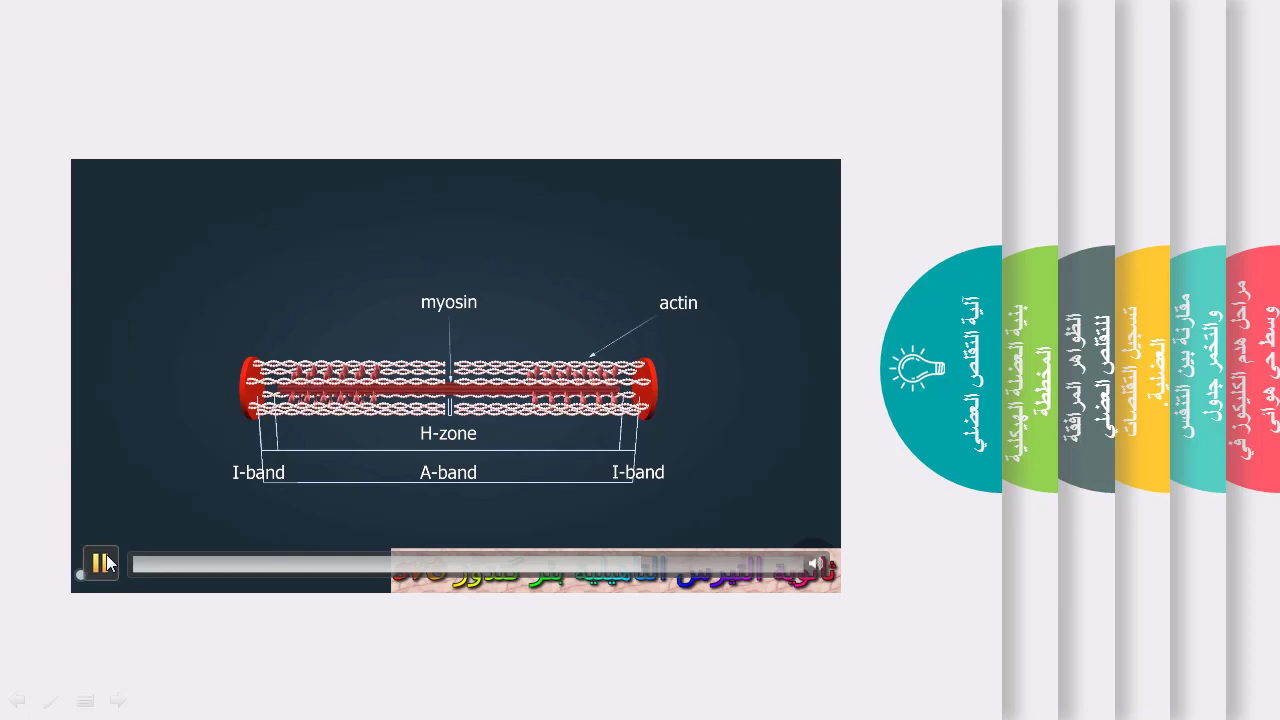 myosin
actin
H-zone
I-band
A-band
I-band
آلية التقلص العضلي
بنية العضلة الهيكلية
المخططة
الظواهر المرافقة
للتقلص العضلي
تسجيل التقلصات
العضلية.
مقارنة بين التنفس
والتخمر جدول
مراحل هدم الكليكوز في
وسط حي هوائي